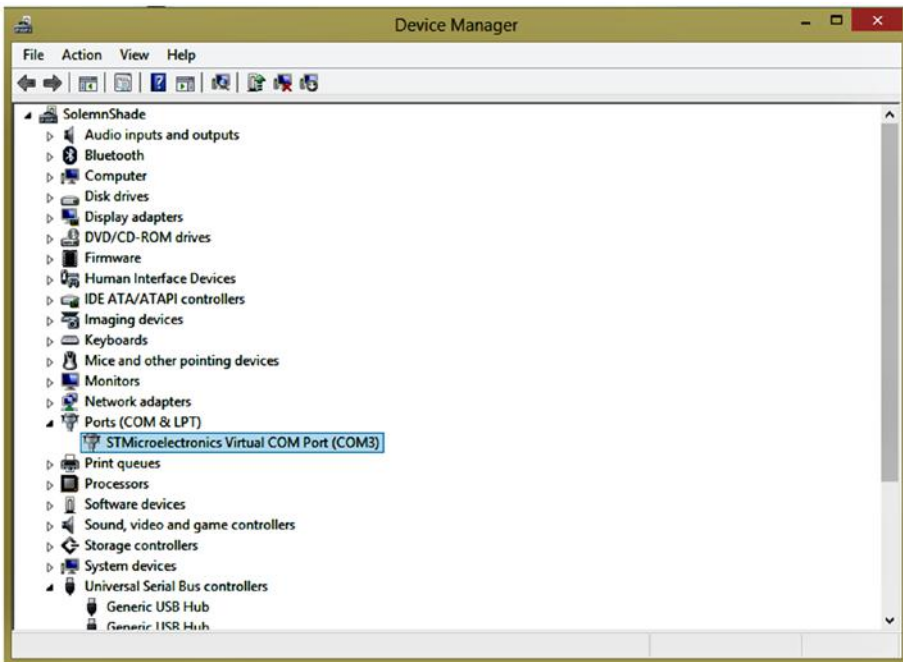 Device Manager
File Action View Help
SolemnShade
Audio inputs and outputs
Bluetooth
Computer
Disk drives
Display adapters
DVD/CD-ROM drives
Firmware
Human Interface Devices
IDE ATA/ATAPI controllers
Imaging devices
Keyboards
Mice and other pointing devices
Monitors
Network adapters
Ports (COM & LPT)
STMicroelectronics Virtual COM Port (COM3)
Print queues
Processors
Software devices
Sound, video and game controllers
Storage controllers
System devices
Universal Serial Bus controllers
Generic USB Hub
Generic USB Hub